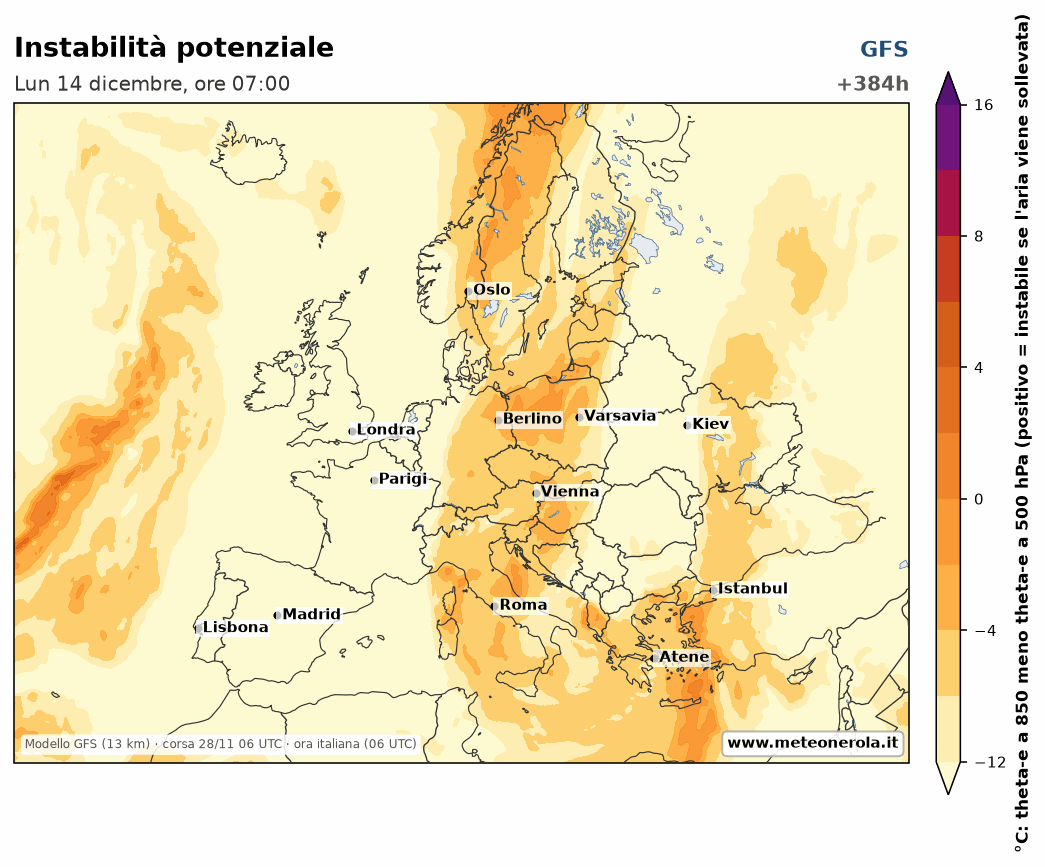 Instabilità potenziale
GFS
Lun 14 dicembre, ore 07:00
+384h
Oslo
Berlino
Varsavia
Kiev
Londra
Parigi
Vienna
Istanbul
Roma
Madrid
Lisbona
Atene
Modello GFS (13 km) · corsa 28/11 06 UTC · ora italiana (06 UTC)
www.meteonerola.it
16
8
4
0
−4
−12
°C: theta-e a 850 meno theta-e a 500 hPa (positivo = instabile se l'aria viene sollevata)